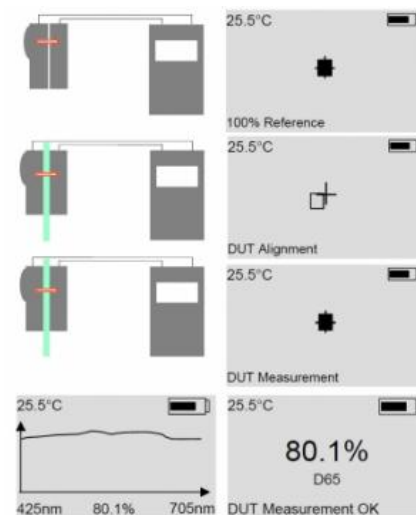 25.5°C
100% Reference
25.5°C
DUT Alignment
25.5°C
DUT Measurement
25.5°C
425nm 80.1% 705nm
25.5°C
80.1%
D65
DUT Measurement OK